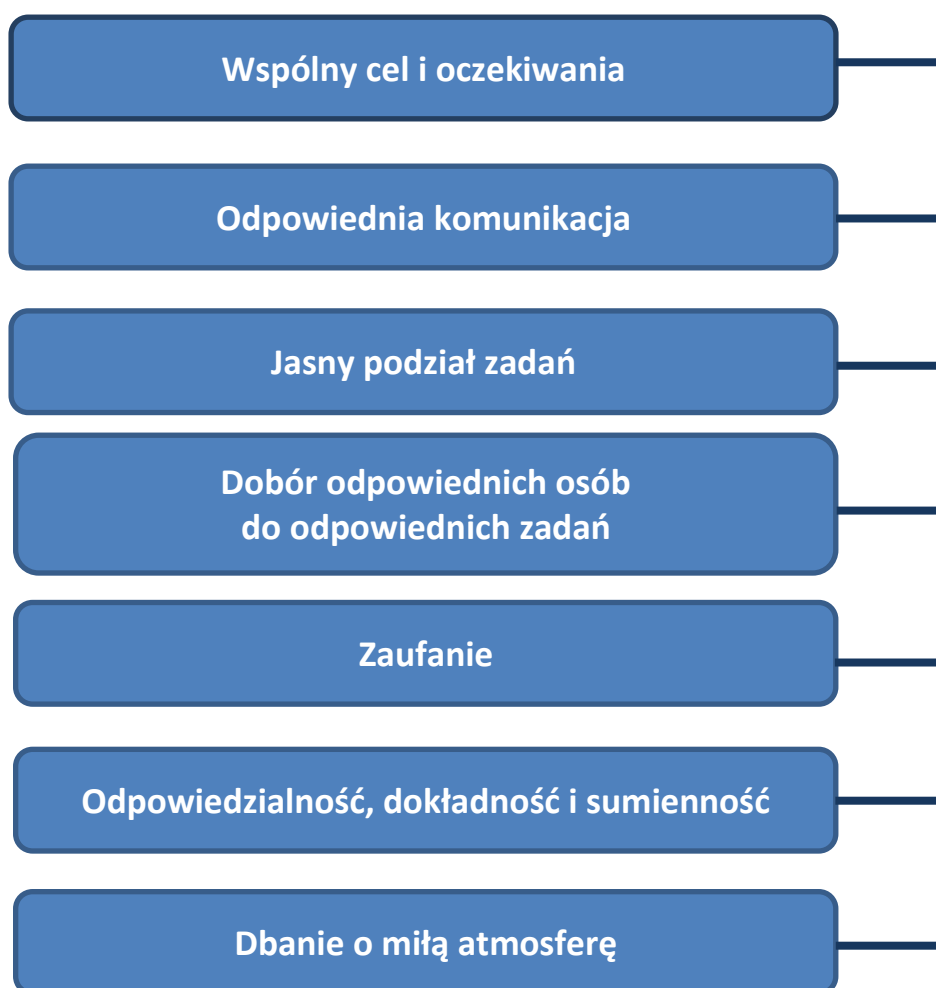 Wspólny cel i oczekiwania
Odpowiednia komunikacja
Jasny podział zadań
Dobór odpowiednich osób
do odpowiednich zadań
Zaufanie
Odpowiedzialność, dokładność i sumienność
Dbanie o miłą atmosferę